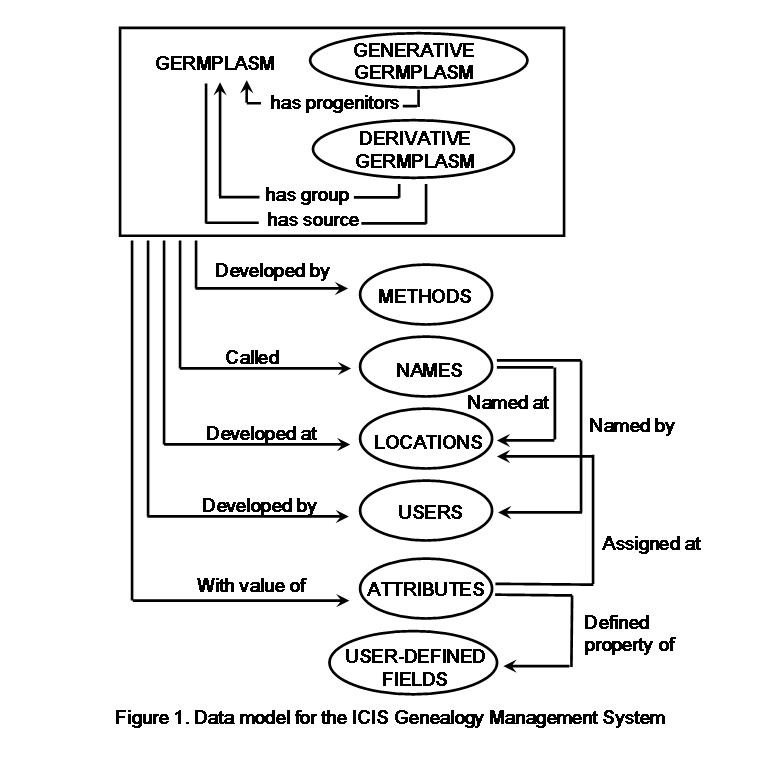 GENERATIVE
GERMPLASM
GERMPLASM
has progenitors
DERIVATIVE
GERMPLASM
has group
has source
Developed by
METHODS
Called
NAMES
Named at
Named by
Developed at
LOCATIONS
Developed by
USERS
Assigned at
With value of
ATTRIBUTES
Defined
property of
USER-DEFINED
FIELDS
Figure 1. Data model for the ICIS Genealogy Management System